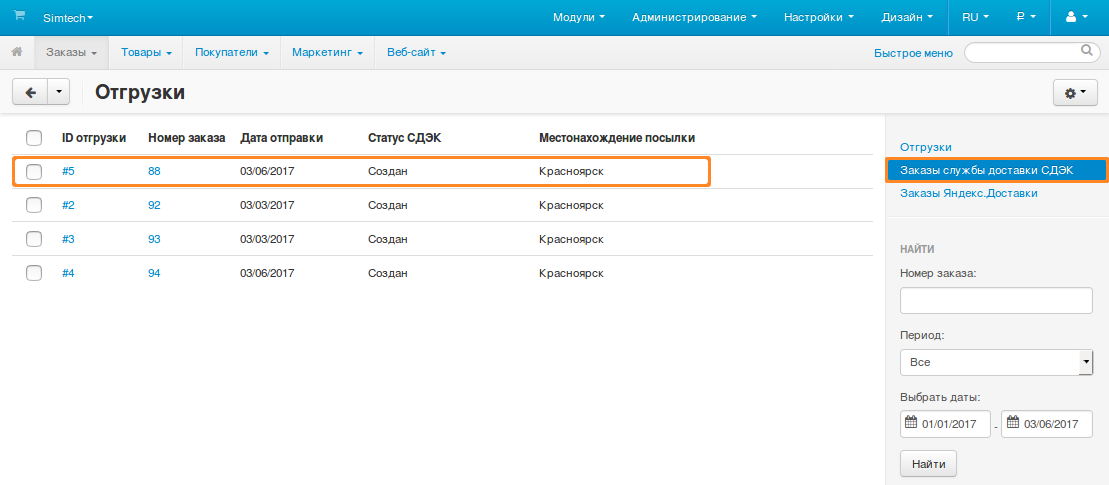 Simtech Модули Администрирование Настройки Дизайн RU ₽
Заказы Товары Покупатели Маркетинг Веб-сайт Быстрое меню
Отгрузки
ID отгрузки Номер заказа Дата отправки Статус СДЭК Местонахождение посылки
#5 88 03/06/2017 Создан Красноярск
#2 92 03/03/2017 Создан Красноярск
#3 93 03/03/2017 Создан Красноярск
#4 94 03/06/2017 Создан Красноярск
Отгрузки
Заказы службы доставки СДЭК
Заказы Яндекс.Доставки
НАЙТИ
Номер заказа:
Период:
Все
Выбрать даты:
01/01/2017 - 03/06/2017
Найти